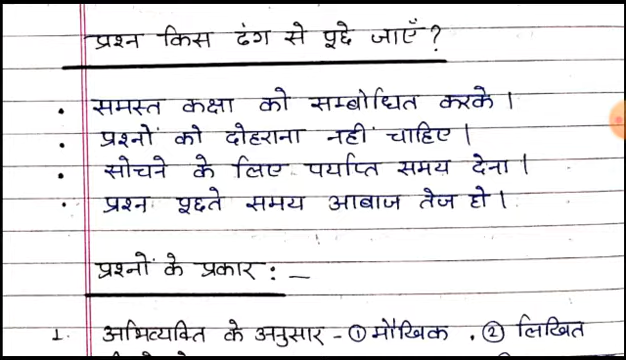 प्रश्न किस ढंग से पूछे जाएँ ?
• समस्त कक्षा को सम्बोधित करके ।
• प्रश्नों को दोहराना नहीं चाहिए ।
• सोचने के लिए पर्याप्त समय देना ।
• प्रश्न पूछते समय आबाज तेज हो ।
प्रश्नों के प्रकार : –
1. अभिव्यक्ति के अनुसार - ① मौखिक . ② लिखित